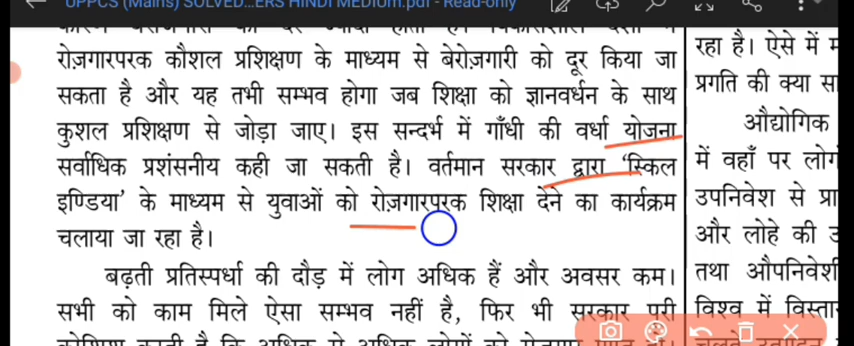 UPPCS (Mains) SOLVED...ERS HINDI MEDIUM.pdf - Read-only
रोज़गारपरक कौशल प्रशिक्षण के माध्यम से बेरोज़गारी को दूर किया जा
सकता है और यह तभी सम्भव होगा जब शिक्षा को ज्ञानवर्धन के साथ
कुशल प्रशिक्षण से जोड़ा जाए। इस सन्दर्भ में गाँधी की वर्धा योजना
सर्वाधिक प्रशंसनीय कही जा सकती है। वर्तमान सरकार द्वारा 'स्किल
इण्डिया' के माध्यम से युवाओं को रोज़गारपरक शिक्षा देने का कार्यक्रम
चलाया जा रहा है।
बढ़ती प्रतिस्पर्धा की दौड़ में लोग अधिक हैं और अवसर कम।
सभी को काम मिले ऐसा सम्भव नहीं है, फिर भी सरकार पूरी
रहा है। ऐसे में
प्रगति की क्या
औद्योगिक
में वहाँ पर लोग
उपनिवेश से
और लोहे की
तथा
विश्व में